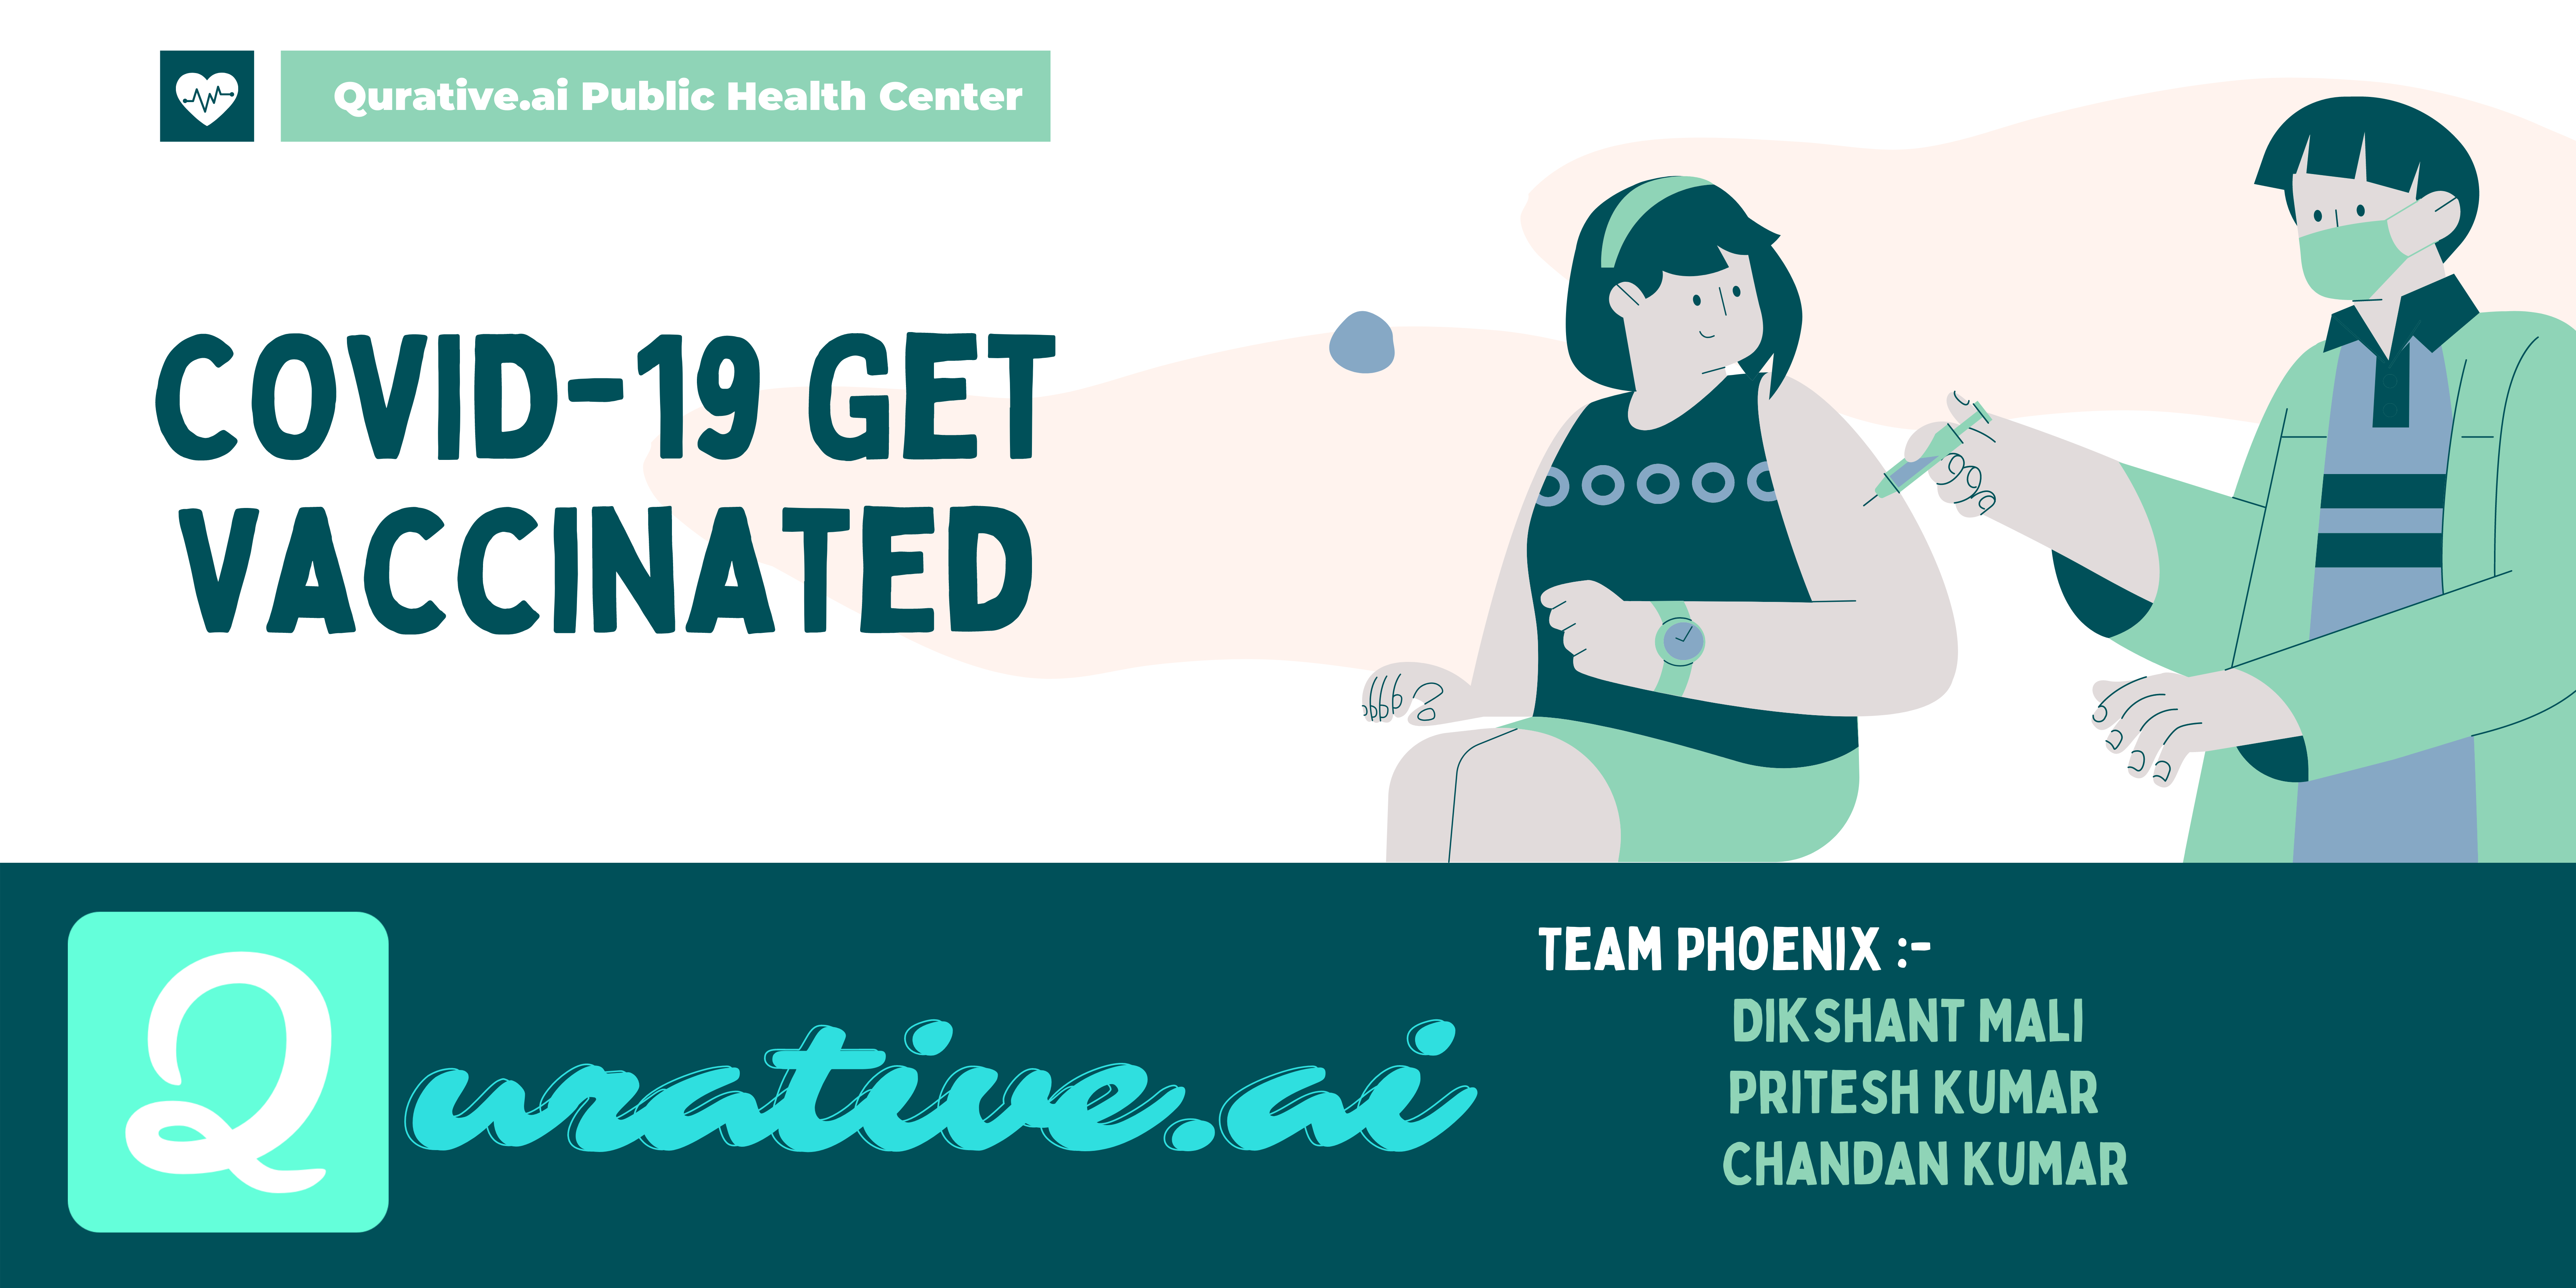 Qurative.ai Public Health Center
COVID-19 GET
VACCINATED
Qurative.ai
TEAM PHOENIX :-
DIKSHANT MALI
PRITESH KUMAR
CHANDAN KUMAR